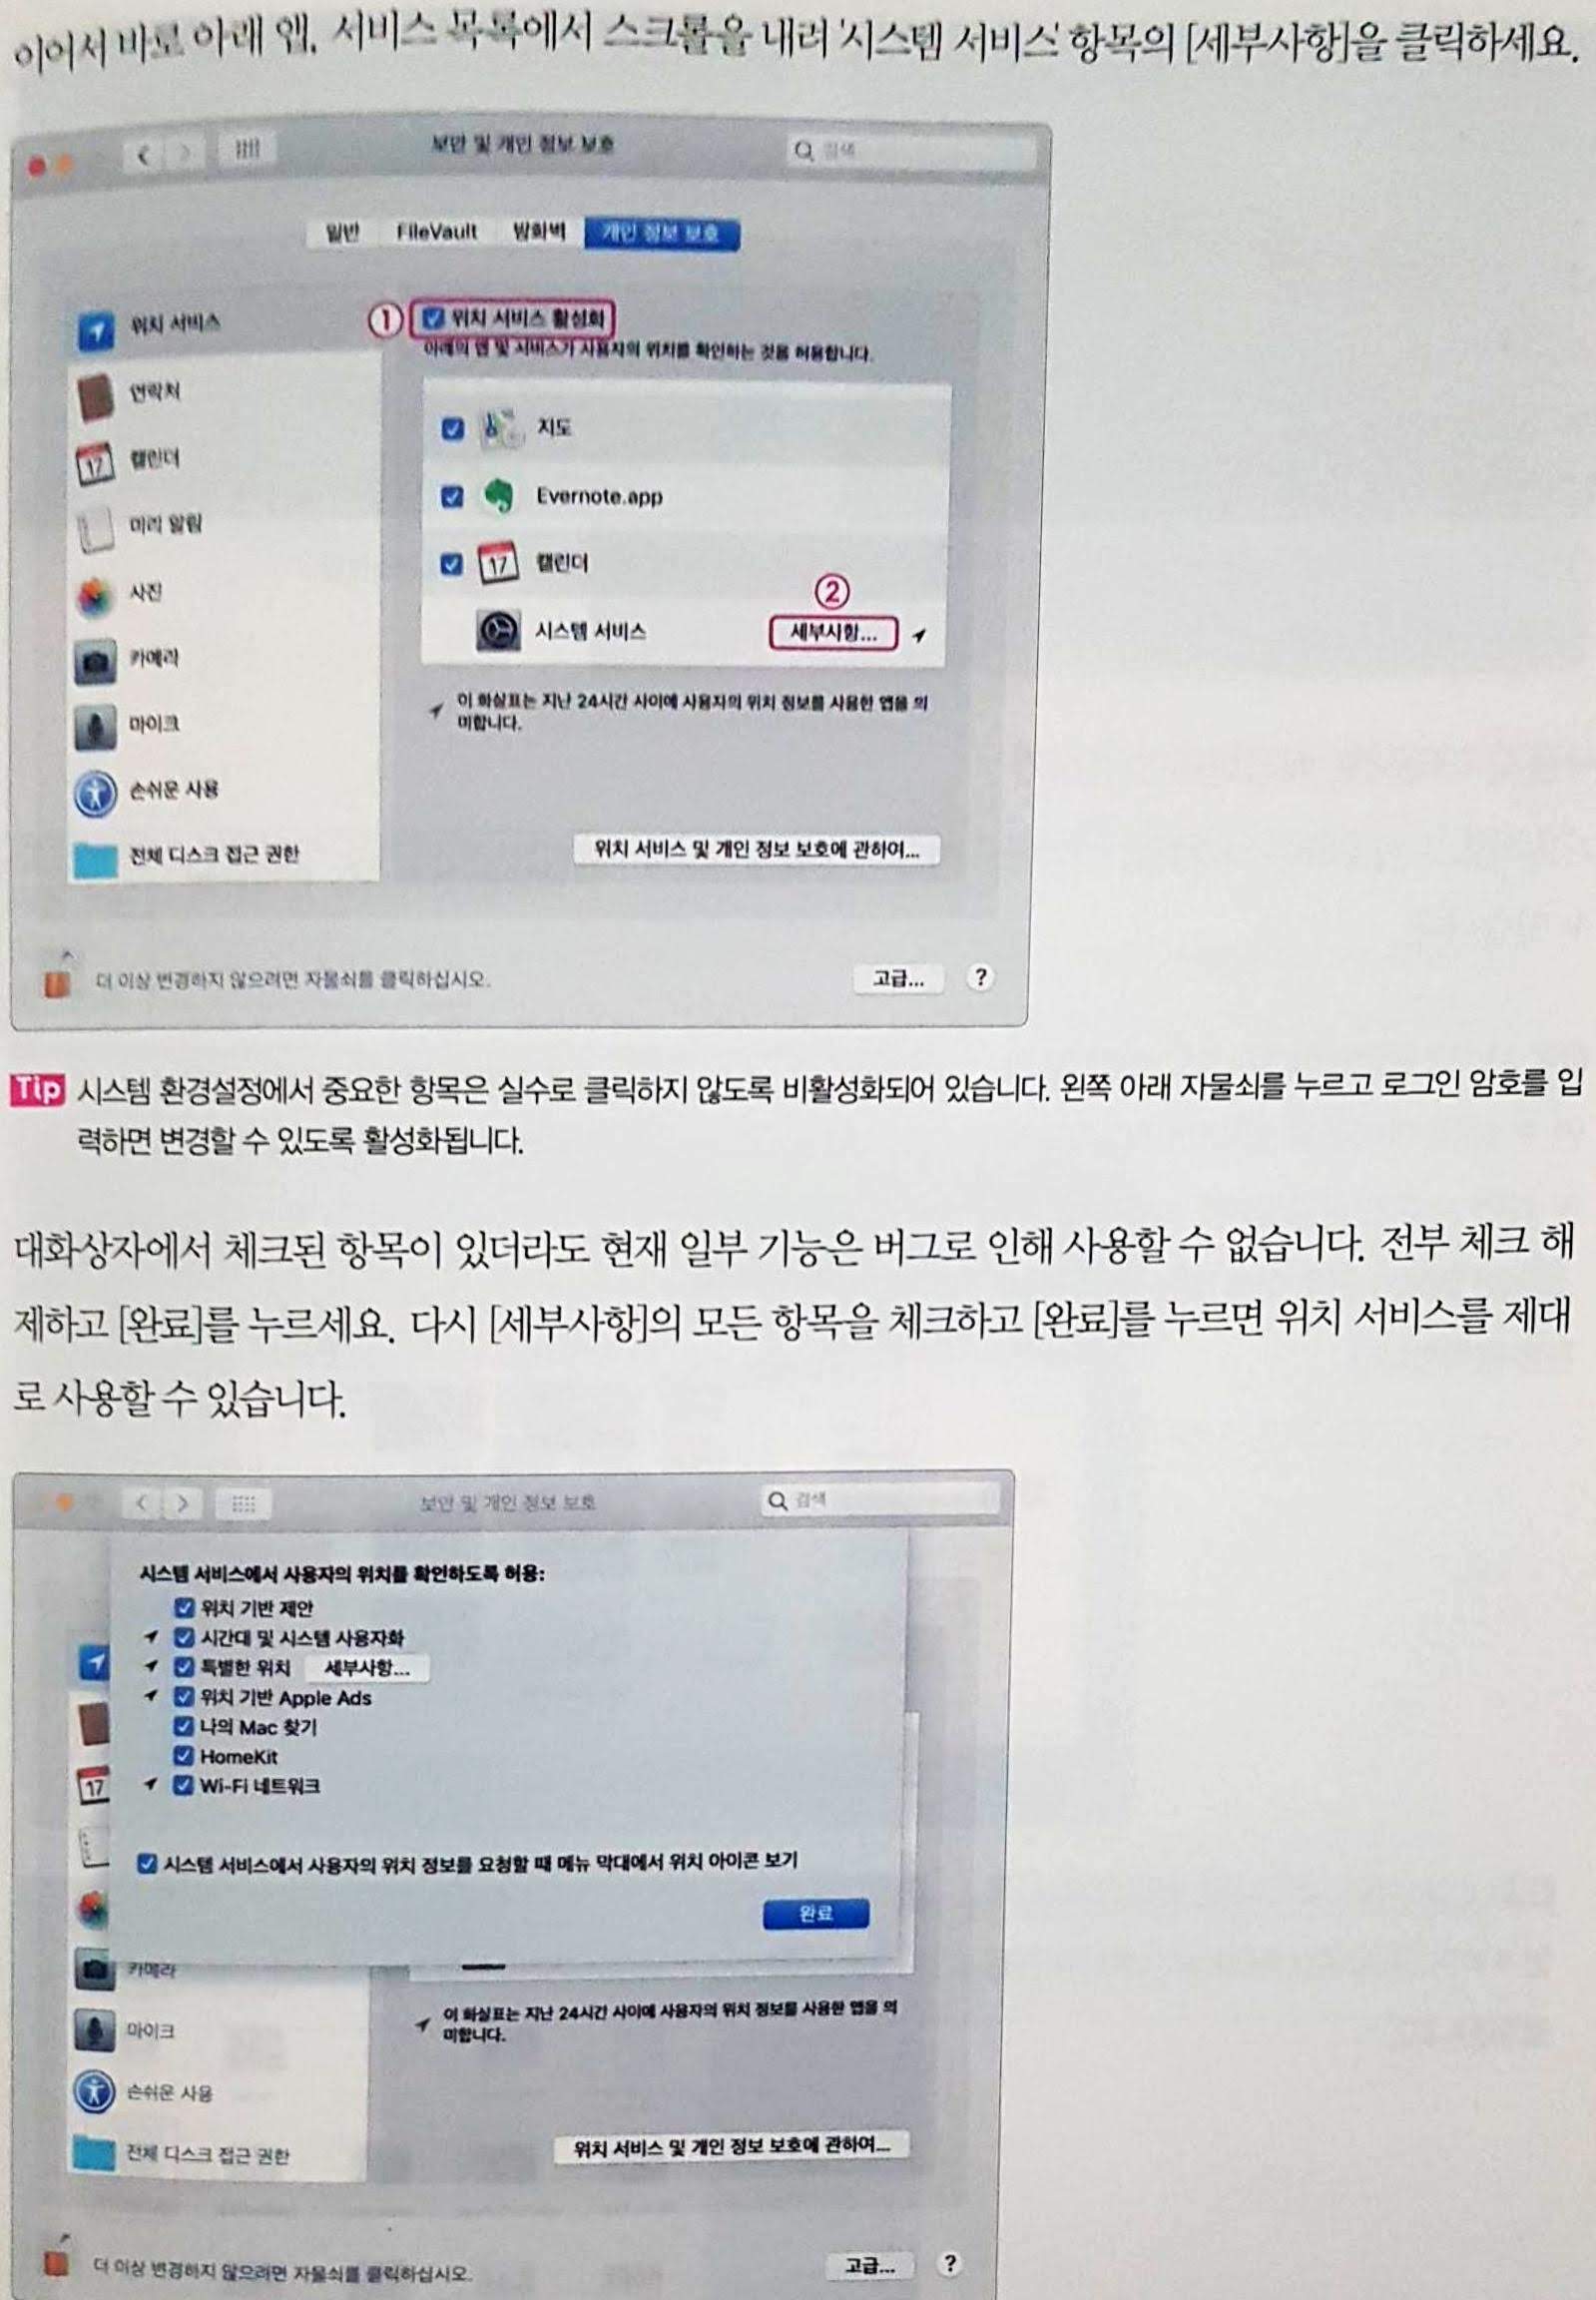 이어서 바로 아래 앱, 서비스 목록에서 스크롤을 내려 '시스템 서비스' 항목의 [세부사항]을 클릭하세요.
보안 및 개인 정보 보호
검색
일반 FileVault 방화벽 개인 정보 보호
위치 서비스
연락처
17 캘린더
미리 알림
사진
카메라
마이크
손쉬운 사용
전체 디스크 접근 권한
① 위치 서비스 활성화
아래의 앱 및 서비스가 사용자의 위치를 확인하는 것을 허용합니다.
지도
Evernote.app
17 캘린더
②
시스템 서비스 세부사항...
이 화살표는 지난 24시간 사이에 사용자의 위치 정보를 사용한 앱을 의
미합니다.
위치 서비스 및 개인 정보 보호에 관하여...
더 이상 변경하지 않으려면 자물쇠를 클릭하십시오.
고급... ?
Tip 시스템 환경설정에서 중요한 항목은 실수로 클릭하지 않도록 비활성화되어 있습니다. 왼쪽 아래 자물쇠를 누르고 로그인 암호를 입
력하면 변경할 수 있도록 활성화됩니다.
대화상자에서 체크된 항목이 있더라도 현재 일부 기능은 버그로 인해 사용할 수 없습니다. 전부 체크 해
제하고 [완료]를 누르세요. 다시 [세부사항]의 모든 항목을 체크하고 [완료]를 누르면 위치 서비스를 제대
로 사용할 수 있습니다.
보안 및 개인 정보 보호
검색
시스템 서비스에서 사용자의 위치를 확인하도록 허용:
위치 기반 제안
시간대 및 시스템 사용자화
특별한 위치 세부사항...
위치 기반 Apple Ads
나의 Mac 찾기
HomeKit
Wi-Fi 네트워크
17
시스템 서비스에서 사용자의 위치 정보를 요청할 때 메뉴 막대에서 위치 아이콘 보기
완료
카메라
마이크
손쉬운 사용
전체 디스크 접근 권한
이 화살표는 지난 24시간 사이에 사용자의 위치 정보를 사용한 앱을 의
미합니다.
위치 서비스 및 개인 정보 보호에 관하여...
더 이상 변경하지 않으려면 자물쇠를 클릭하십시오.
고급... ?